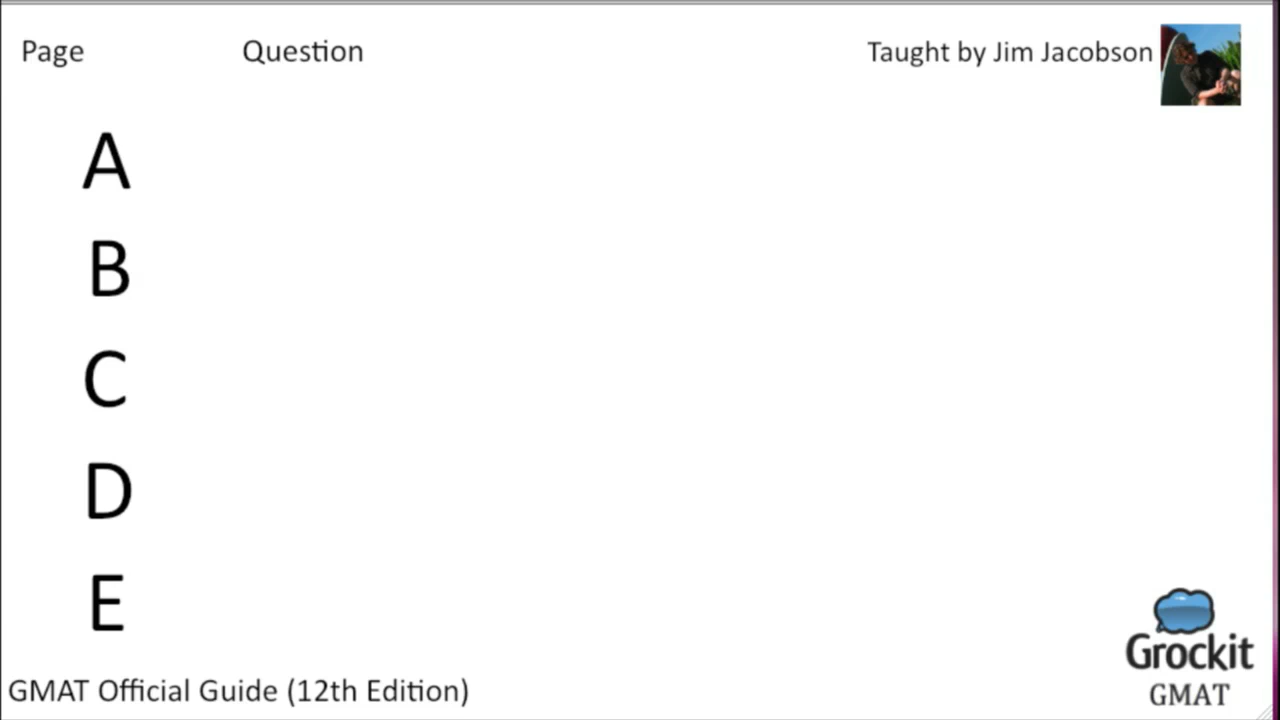 Page Question Taught by Jim Jacobson
A
B
C
D
E
Grockit
GMAT
GMAT Official Guide (12th Edition)